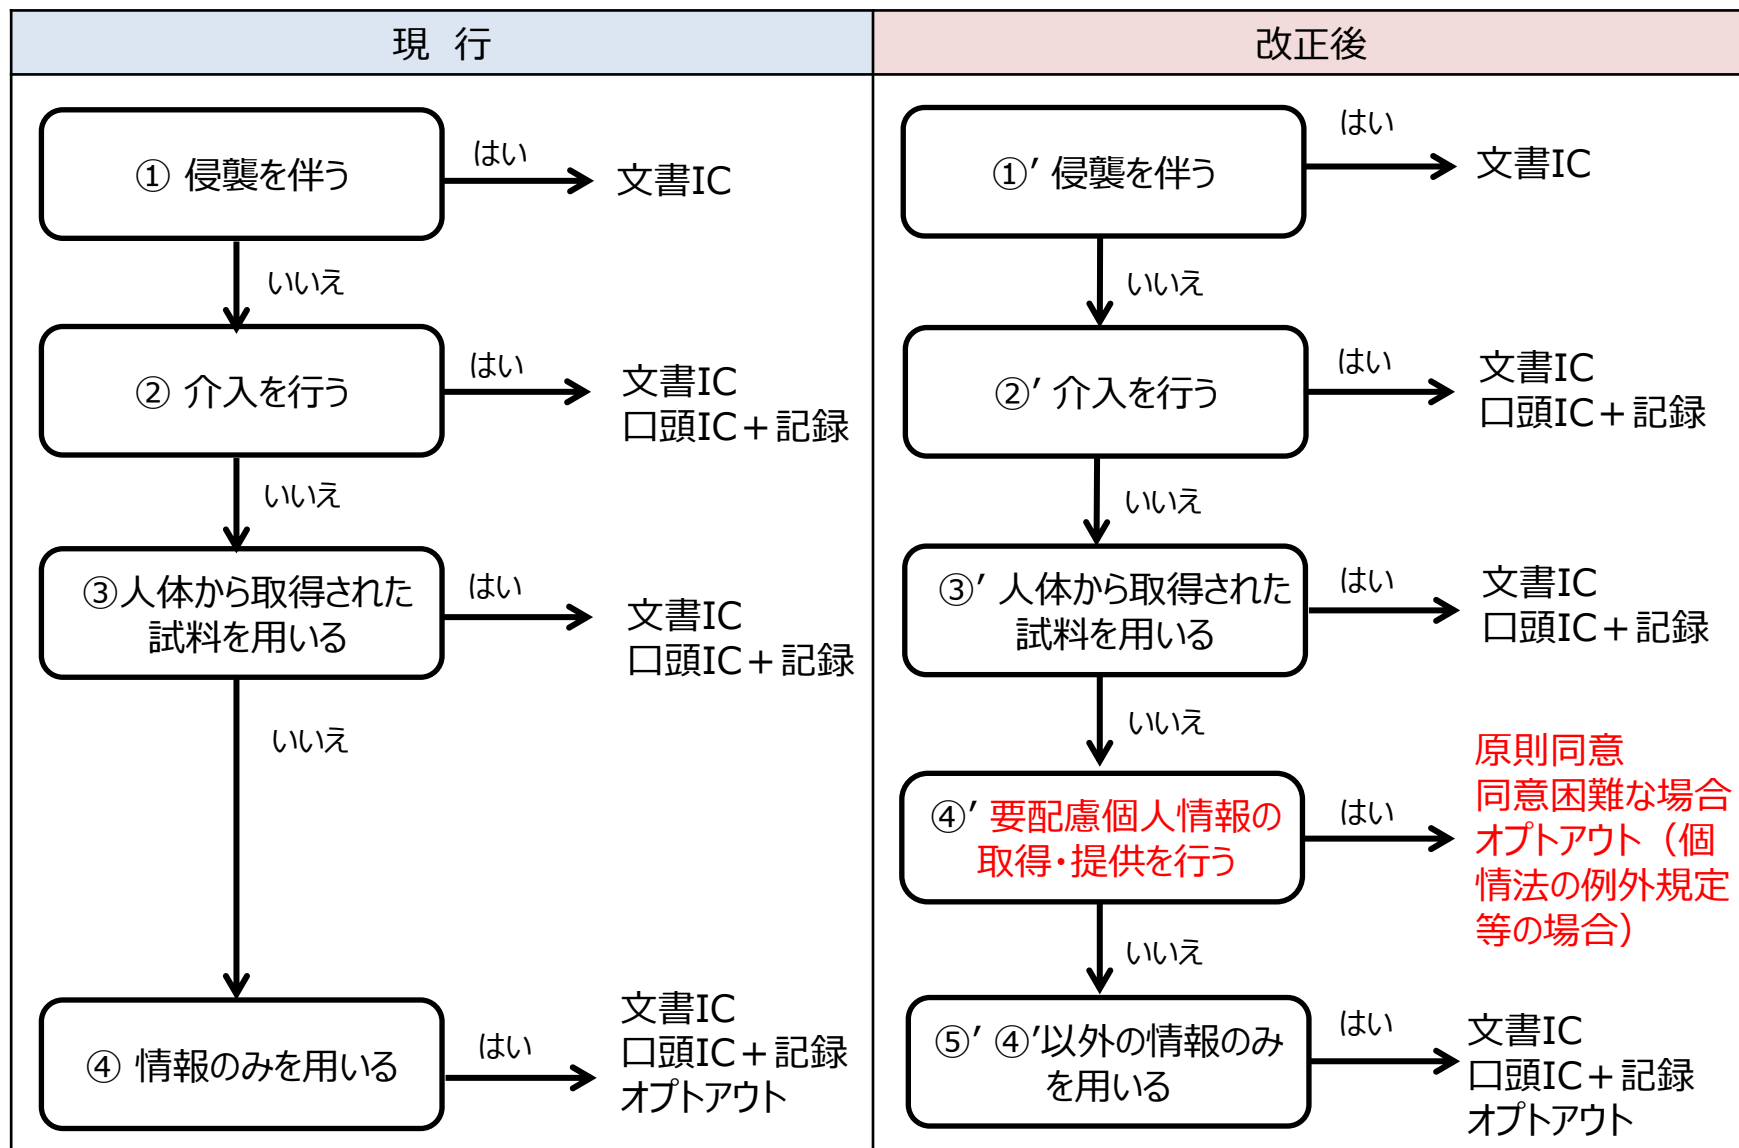 現 行
① 侵襲を伴う
はい
文書IC
いいえ
② 介入を行う
はい
文書IC
口頭IC＋記録
いいえ
③人体から取得された
試料を用いる
はい
文書IC
口頭IC＋記録
いいえ
④ 情報のみを用いる
はい
文書IC
口頭IC＋記録
オプトアウト
改正後
①’ 侵襲を伴う
はい
文書IC
いいえ
②’ 介入を行う
はい
文書IC
口頭IC＋記録
いいえ
③’ 人体から取得された
試料を用いる
はい
文書IC
口頭IC＋記録
いいえ
④’ 要配慮個人情報の
取得・提供を行う
はい
原則同意
同意困難な場合
オプトアウト（個
情法の例外規定
等の場合）
いいえ
⑤’ ④’以外の情報のみ
を用いる
はい
文書IC
口頭IC＋記録
オプトアウト